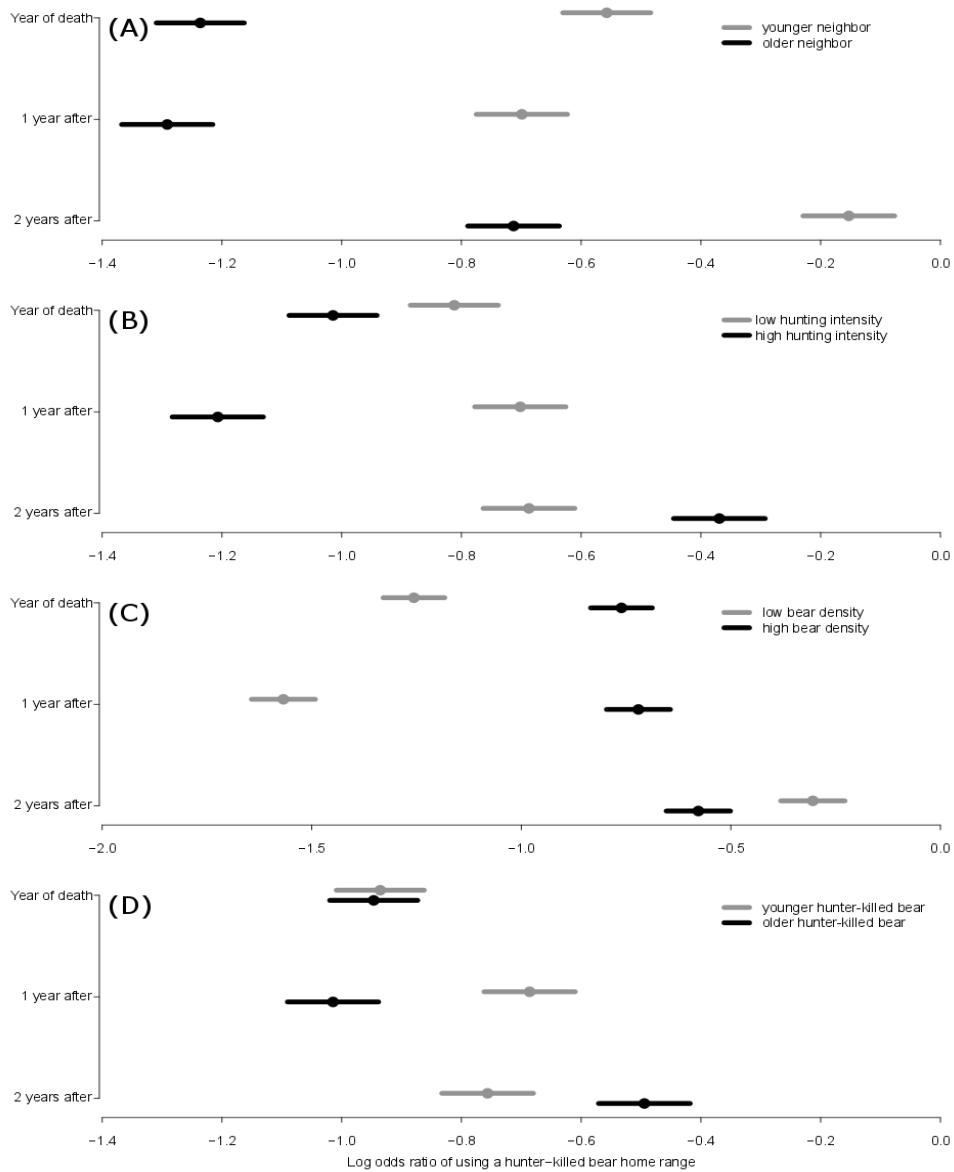 (A)
Year of death
1 year after
2 years after
younger neighbor
older neighbor
−1.4 −1.2 −1.0 −0.8 −0.6 −0.4 −0.2 0.0
(B)
Year of death
1 year after
2 years after
low hunting intensity
high hunting intensity
−1.4 −1.2 −1.0 −0.8 −0.6 −0.4 −0.2 0.0
(C)
Year of death
1 year after
2 years after
low bear density
high bear density
−2.0 −1.5 −1.0 −0.5 0.0
(D)
Year of death
1 year after
2 years after
younger hunter-killed bear
older hunter-killed bear
−1.4 −1.2 −1.0 −0.8 −0.6 −0.4 −0.2 0.0
Log odds ratio of using a hunter−killed bear home range